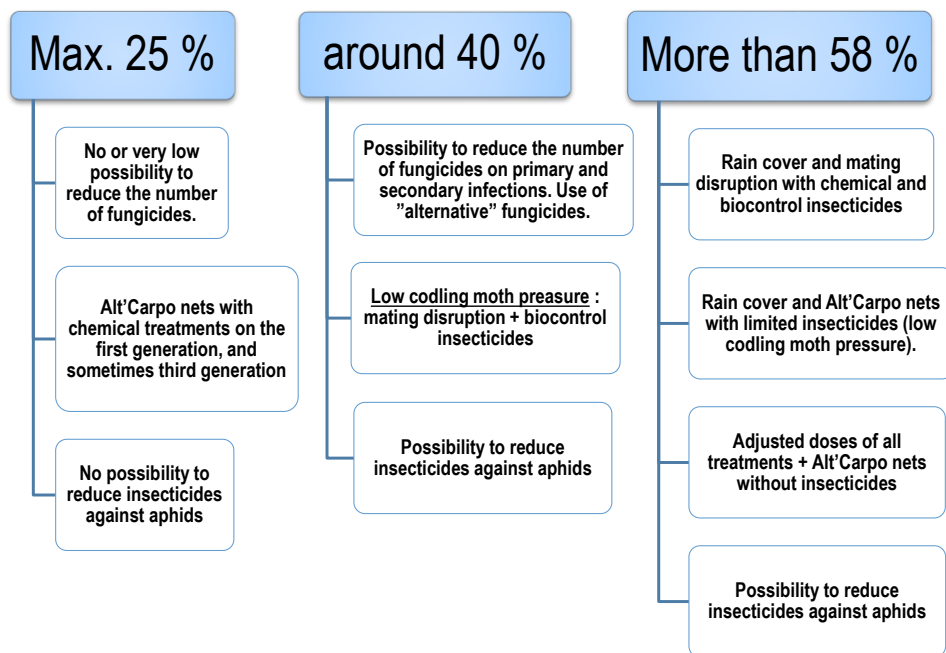 Max. 25 %
No or very low
possibility to
reduce the number
of fungicides.
Alt'Carpo nets with
chemical treatments on the
first generation, and
sometimes third generation
No possibility to
reduce insecticides
against aphids
around 40 %
Possibility to reduce the number
of fungicides on primary and
secondary infections. Use of
”alternative” fungicides.
Low codling moth preasure :
mating disruption + biocontrol
insecticides
Possibility to reduce
insecticides against aphids
More than 58 %
Rain cover and mating
disruption with chemical and
biocontrol insecticides
Rain cover and Alt'Carpo nets
with limited insecticides (low
codling moth pressure).
Adjusted doses of all
treatments + Alt'Carpo nets
without insecticides
Possibility to reduce
insecticides against aphids